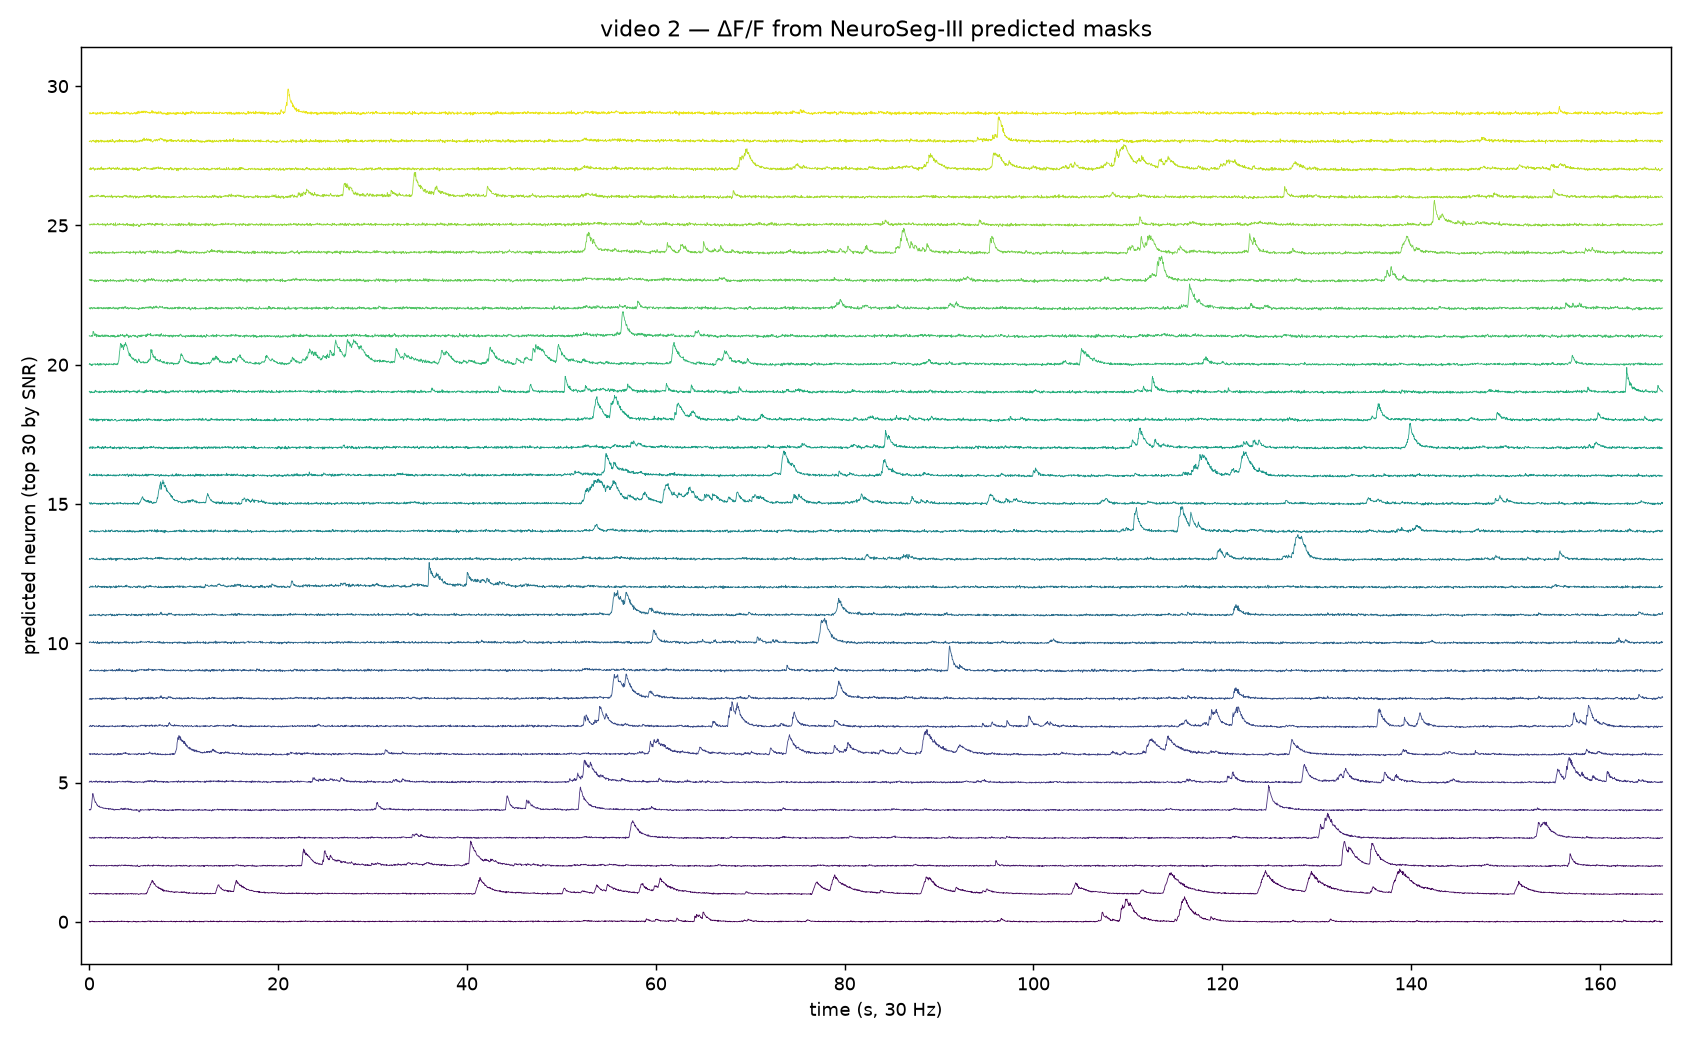 video 2 — ΔF/F from NeuroSeg-III predicted masks
predicted neuron (top 30 by SNR)
30
25
20
15
10
5
0
0 20 40 60 80 100 120 140 160
time (s, 30 Hz)